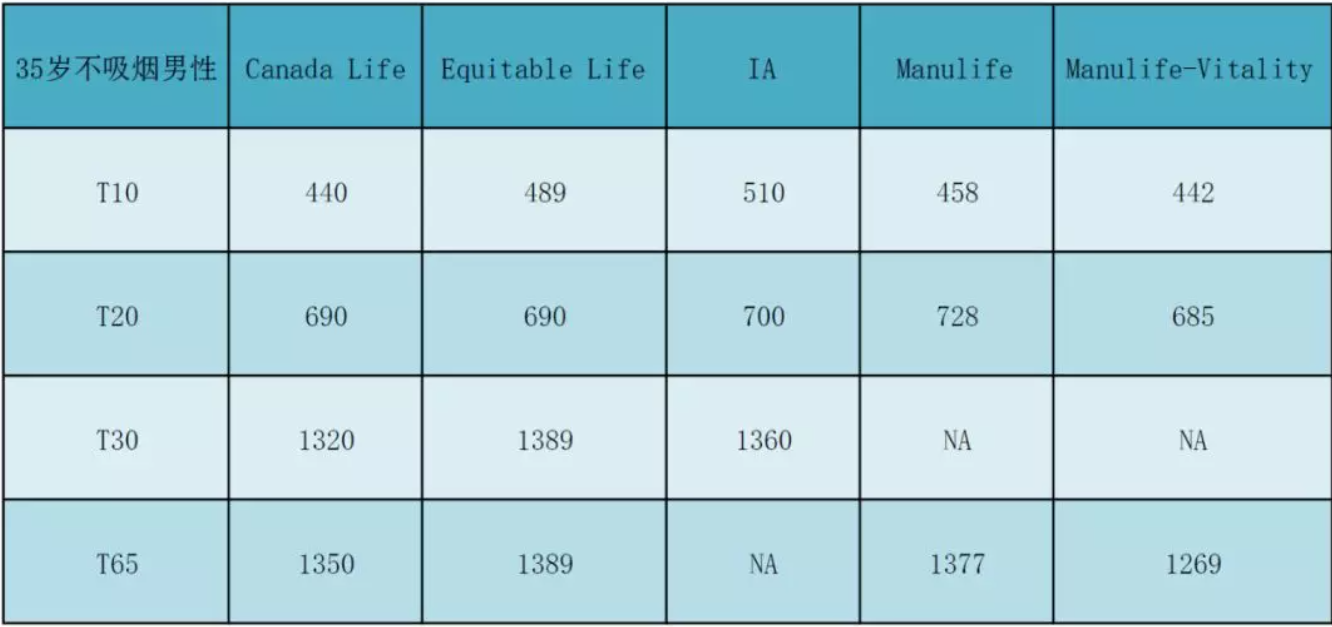 35岁不吸烟男性 Canada Life Equitable Life IA Manulife Manulife-Vitality
T10 440 489 510 458 442
T20 690 690 700 728 685
T30 1320 1389 1360 NA NA
T65 1350 1389 NA 1377 1269